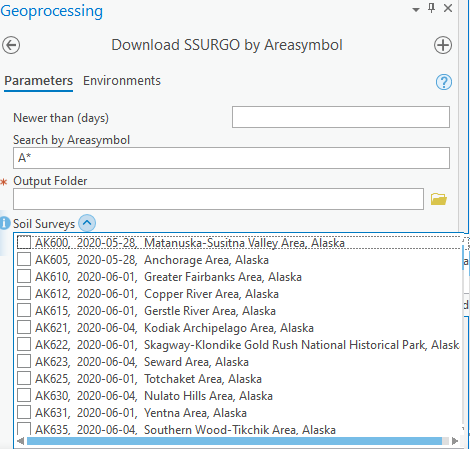 Geoprocessing
Download SSURGO by Areasymbol
Parameters Environments
Newer than (days)
Search by Areasymbol
A*
* Output Folder
Soil Surveys
AK600, 2020-05-28, Matanuska-Susitna Valley Area, Alaska
AK605, 2020-05-28, Anchorage Area, Alaska
AK610, 2020-06-01, Greater Fairbanks Area, Alaska
AK612, 2020-06-01, Copper River Area, Alaska
AK615, 2020-06-01, Gerstle River Area, Alaska
AK621, 2020-06-04, Kodiak Archipelago Area, Alaska
AK622, 2020-06-01, Skagway-Klondike Gold Rush National Historical Park, Alask
AK623, 2020-06-04, Seward Area, Alaska
AK625, 2020-06-01, Totchaket Area, Alaska
AK630, 2020-06-04, Nulato Hills Area, Alaska
AK631, 2020-06-01, Yentna Area, Alaska
AK635, 2020-06-04, Southern Wood-Tikchik Area, Alaska